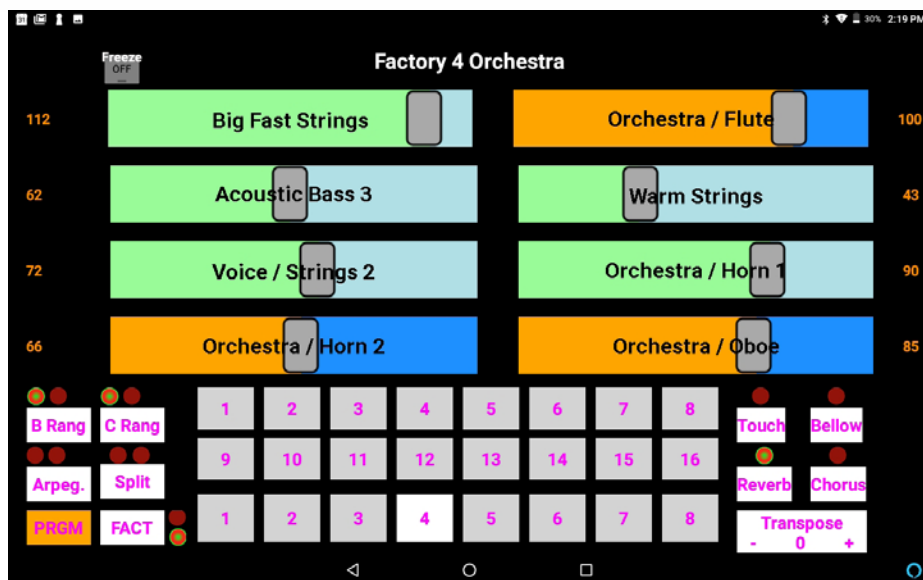 31 30% 2:19 PM
Freeze
OFF
Factory 4 Orchestra
112 Big Fast Strings Orchestra / Flute 100
62 Acoustic Bass 3 Warm Strings 43
72 Voice / Strings 2 Orchestra / Horn 1 90
66 Orchestra / Horn 2 Orchestra / Oboe 85
B Rang C Rang 1 2 3 4 5 6 7 8 Touch Bellow
Arpeg. Split 9 10 11 12 13 14 15 16 Reverb Chorus
PRGM FACT 1 2 3 4 5 6 7 8 Transpose
- 0 +